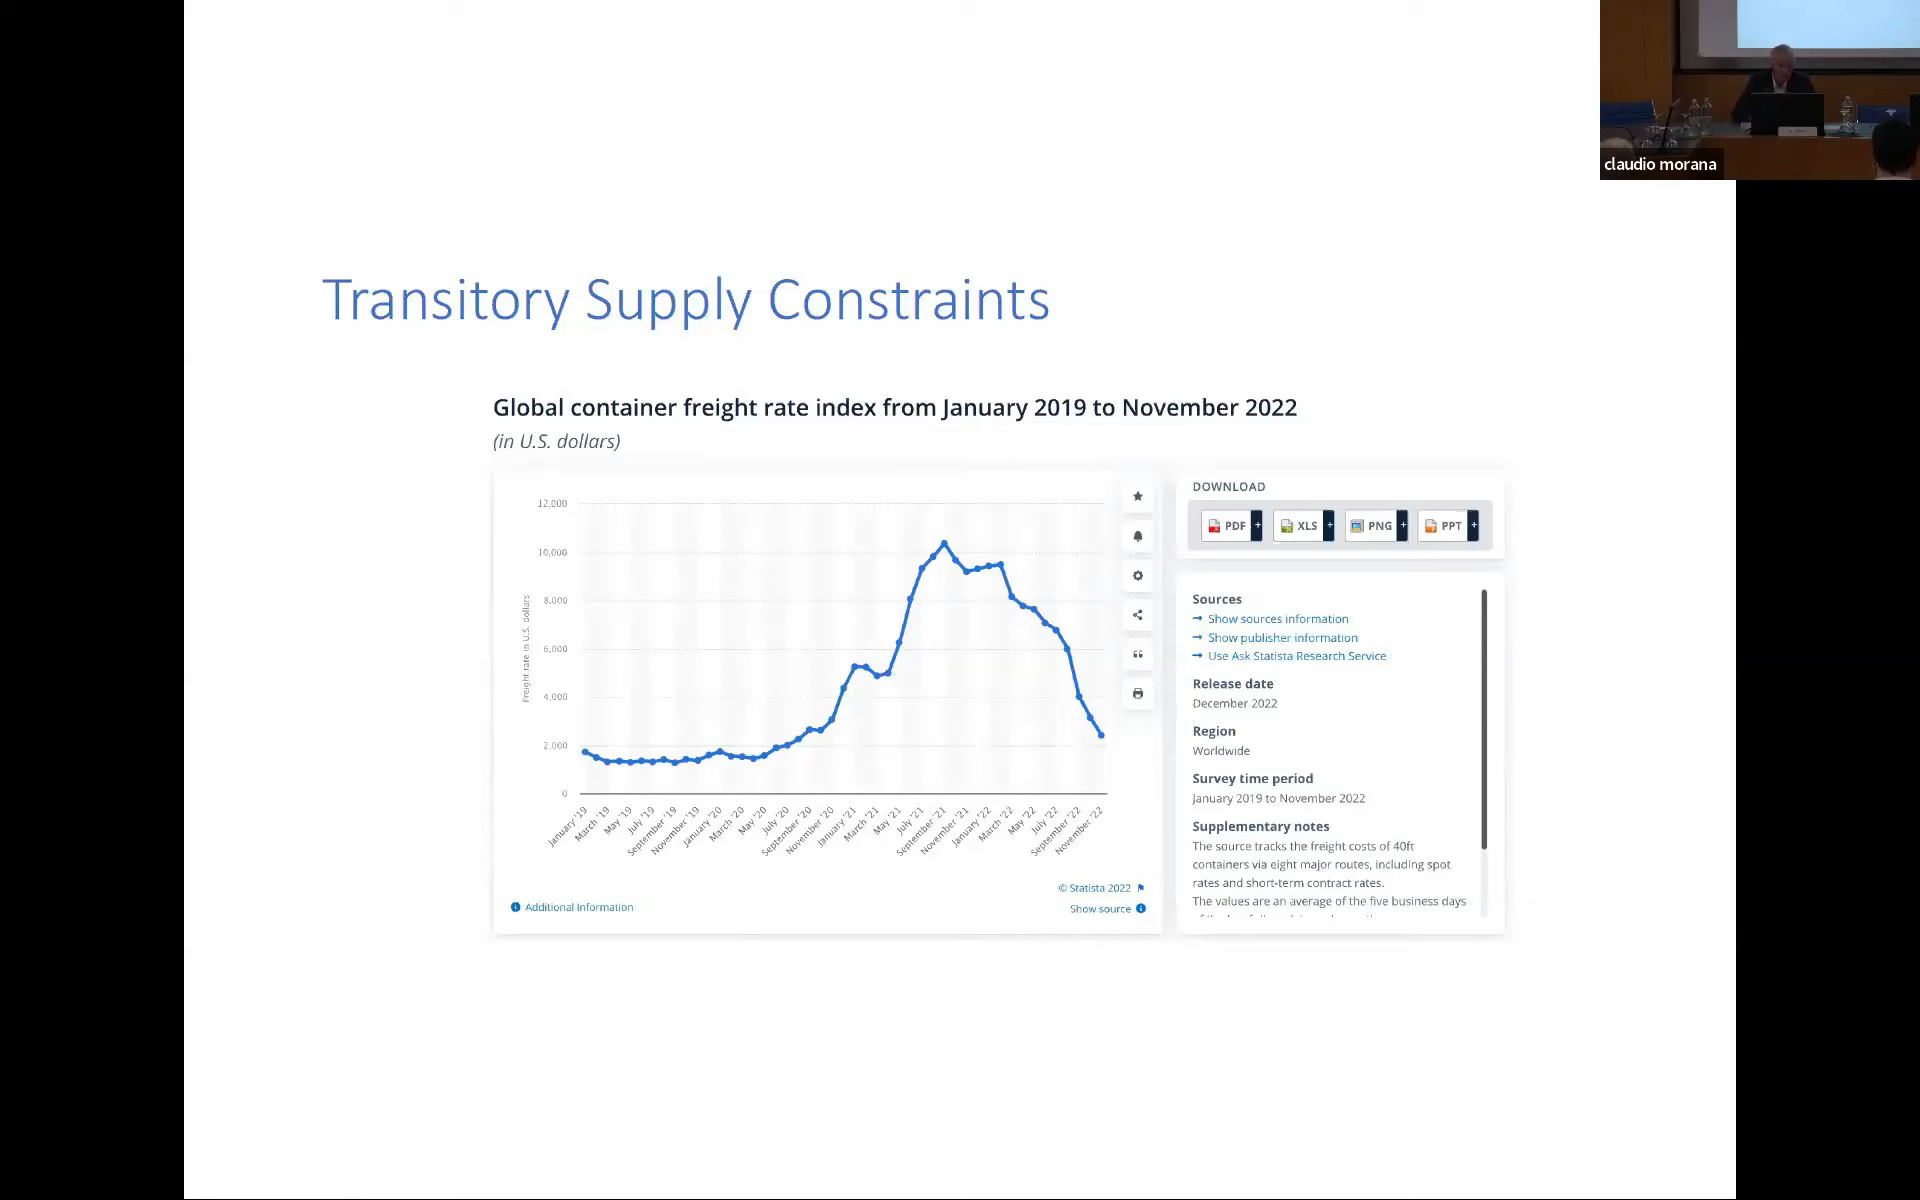 claudio morana
Transitory Supply Constraints
Global container freight rate index from January 2019 to November 2022
(in U.S. dollars)
Freight rate in U.S. dollars
12,000
10,000
8,000
6,000
4,000
2,000
0
January '19
March '19
May '19
July '19
September '19
November '19
January '20
March '20
May '20
July '20
September '20
November '20
January '21
March '21
May '21
July '21
September '21
November '21
January '22
March '22
May '22
July '22
September '22
November '22
© Statista 2022
Additional Information
Show source
DOWNLOAD
PDF + XLS + PNG + PPT +
Sources
→ Show sources information
→ Show publisher information
→ Use Ask Statista Research Service
Release date
December 2022
Region
Worldwide
Survey time period
January 2019 to November 2022
Supplementary notes
The source tracks the freight costs of 40ft
containers via eight major routes, including spot
rates and short-term contract rates.
The values are an average of the five business days